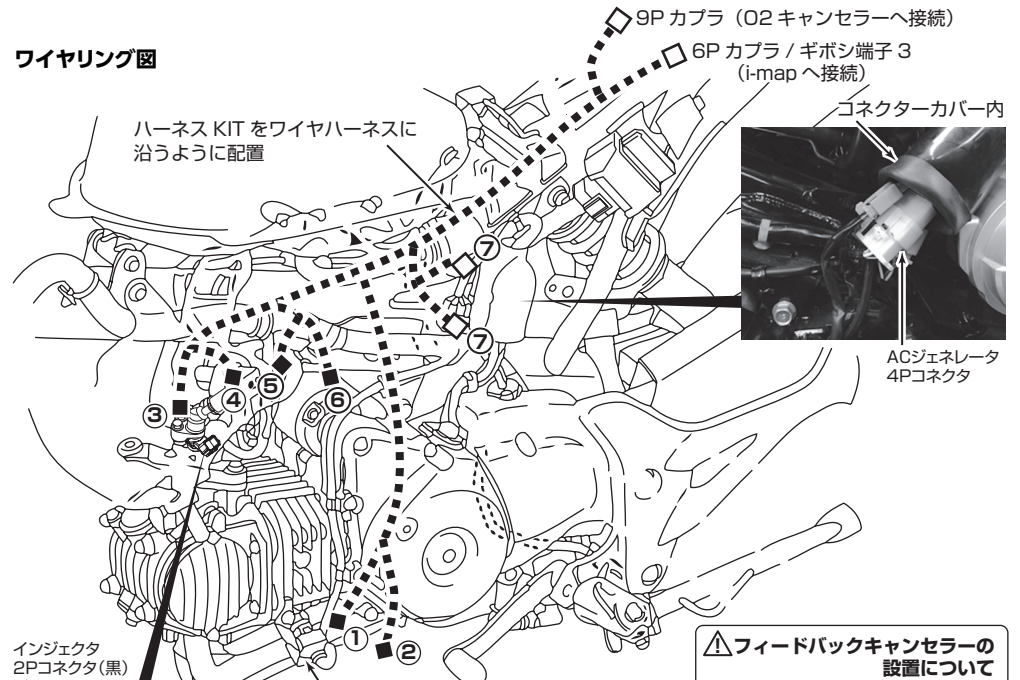 ワイヤリング図
9P カプラ（O2 キャンセラーへ接続）
6P カプラ / ギボシ端子 3
（i-map へ接続）
コネクターカバー内
ハーネス KIT をワイヤハーネスに
沿うように配置
⑦
⑦
ACジェネレータ
4Pコネクタ
③
④
⑤
⑥
①
②
インジェクタ
2Pコネクタ（黒）
⚠フィードバックキャンセラーの
設置について